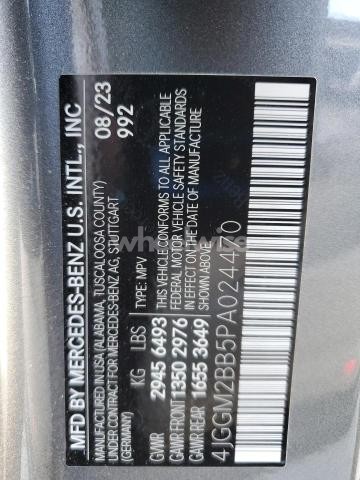 MFD BY MERCEDES-BENZ U.S. INTL., INC
MANUFACTURED IN USA (ALABAMA, TUSCALOOSA COUNTY)
UNDER CONTRACT FOR MERCEDES-BENZ AG, STUTTGART
08/23
992
TYPE: MPV
KG LBS
GVWR 2945 6493
GAWR FRONT 1350 2976
GAWR REAR 1655 3649
THIS VEHICLE CONFORMS TO ALL APPLICABLE
FEDERAL MOTOR VEHICLE SAFETY STANDARDS
IN EFFECT ON THE DATE OF MANUFACTURE
SHOWN ABOVE.
4JGGM2BB5PA024470